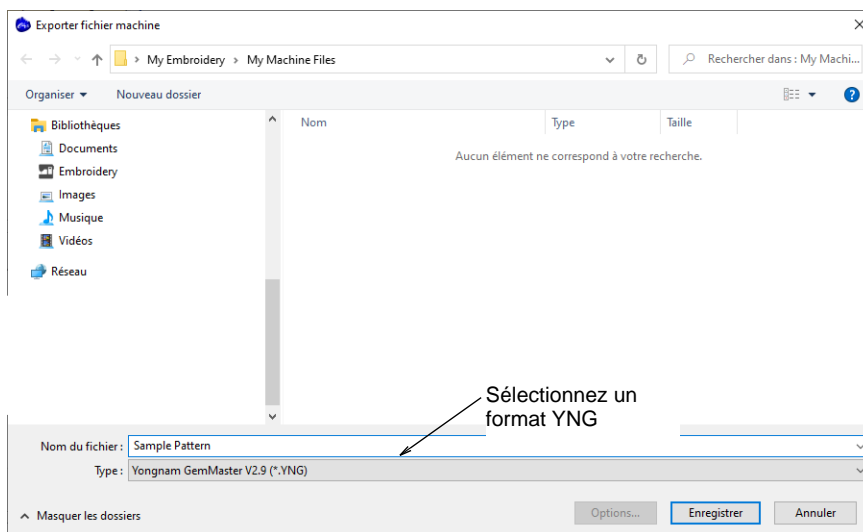 Exporter fichier machine
My Embroidery > My Machine Files
Rechercher dans : My Machi...
Organiser
Nouveau dossier
Bibliothèques
Documents
Embroidery
Images
Musique
Vidéos
Réseau
Nom Type Taille
Aucun élément ne correspond à votre recherche.
Sélectionnez un
format YNG
Nom du fichier : Sample Pattern
Type : Yongnam GemMaster V2.9 (*.YNG)
Masquer les dossiers
Options... Enregistrer Annuler